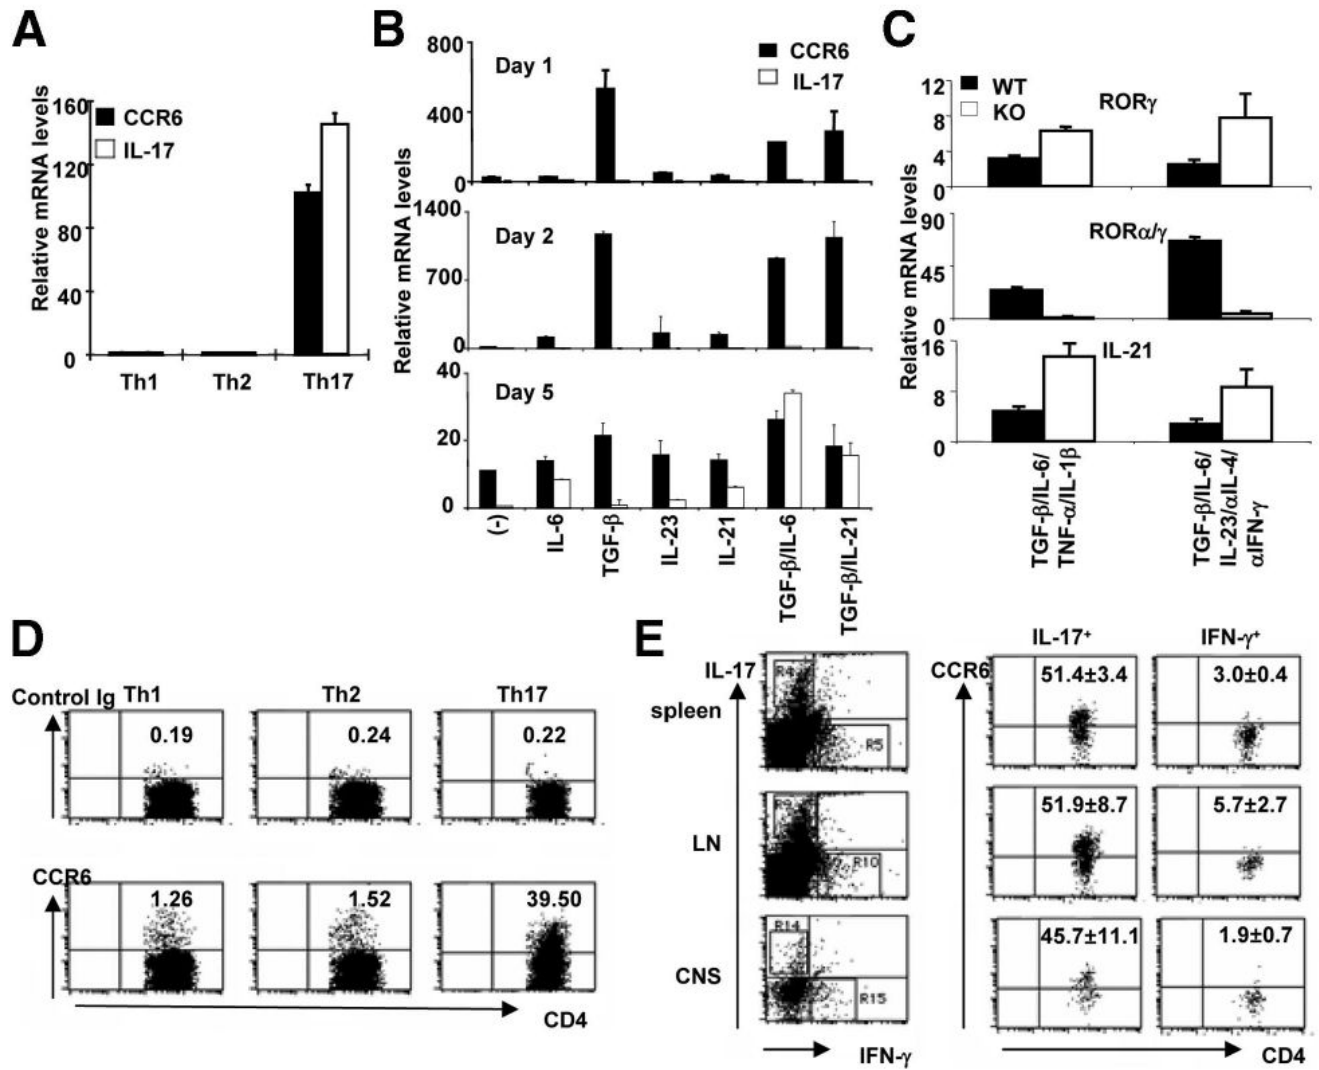 A
Relative mRNA levels
160
120
80
40
0
CCR6
IL-17
Th1
Th2
Th17
B
Relative mRNA levels
CCR6
IL-17
Day 1
800
400
0
Day 2
1400
700
0
Day 5
40
20
0
(-)
IL-6
TGF-β
IL-23
IL-21
TGF-β/IL-6
TGF-β/IL-21
C
Relative mRNA levels
WT
KO
RORγ
12
8
4
0
RORα/γ
90
45
0
IL-21
16
8
0
TGF-β/IL-6/
TNF-α/IL-1β
TGF-β/IL-6/
IL-23/αIL-4/
αIFN-γ
D
Control Ig
Th1
Th2
Th17
0.19
0.24
0.22
CCR6
1.26
1.52
39.50
CD4
E
IL-17
CCR6
IL-17+
IFN-γ+
spleen
R4
R5
51.4±3.4
3.0±0.4
LN
R10
51.9±8.7
5.7±2.7
CNS
R14
R15
45.7±11.1
1.9±0.7
IFN-γ
CD4